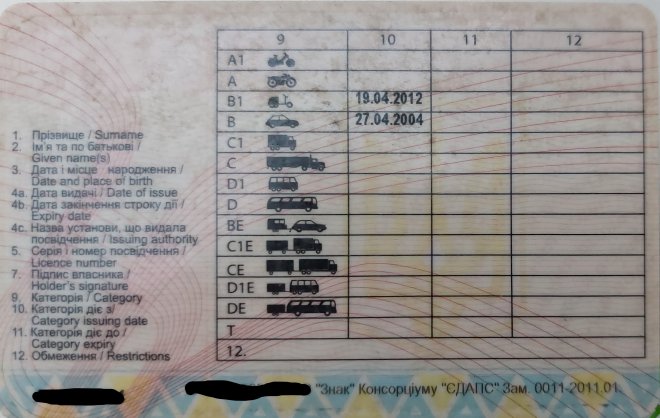 1. Прізвище / Surname
2. Ім'я та по батькові /
Given name(s)
3. Дата і місце народження /
Date and place of birth
4a. Дата видачі / Date of issue
4b. Дата закінчення строку дії /
Expiry date
4c. Назва установи, що видала
посвідчення / Issuing authority
5. Серія і номер посвідчення /
Licence number
7. Підпис власника /
Holder's signature
9. Категорія / Category
10. Категорія діє з/
Category issuing date
11. Категорія діє до /
Category expiry
12. Обмеження / Restrictions
9 10 11 12
A1
A
B1 19.04.2012
B 27.04.2004
C1
C
D1
D
BE
C1E
CE
D1E
DE
T
12.
"Знак" Консорціуму "ЄДАПС" Зам. 0011-2011.01.